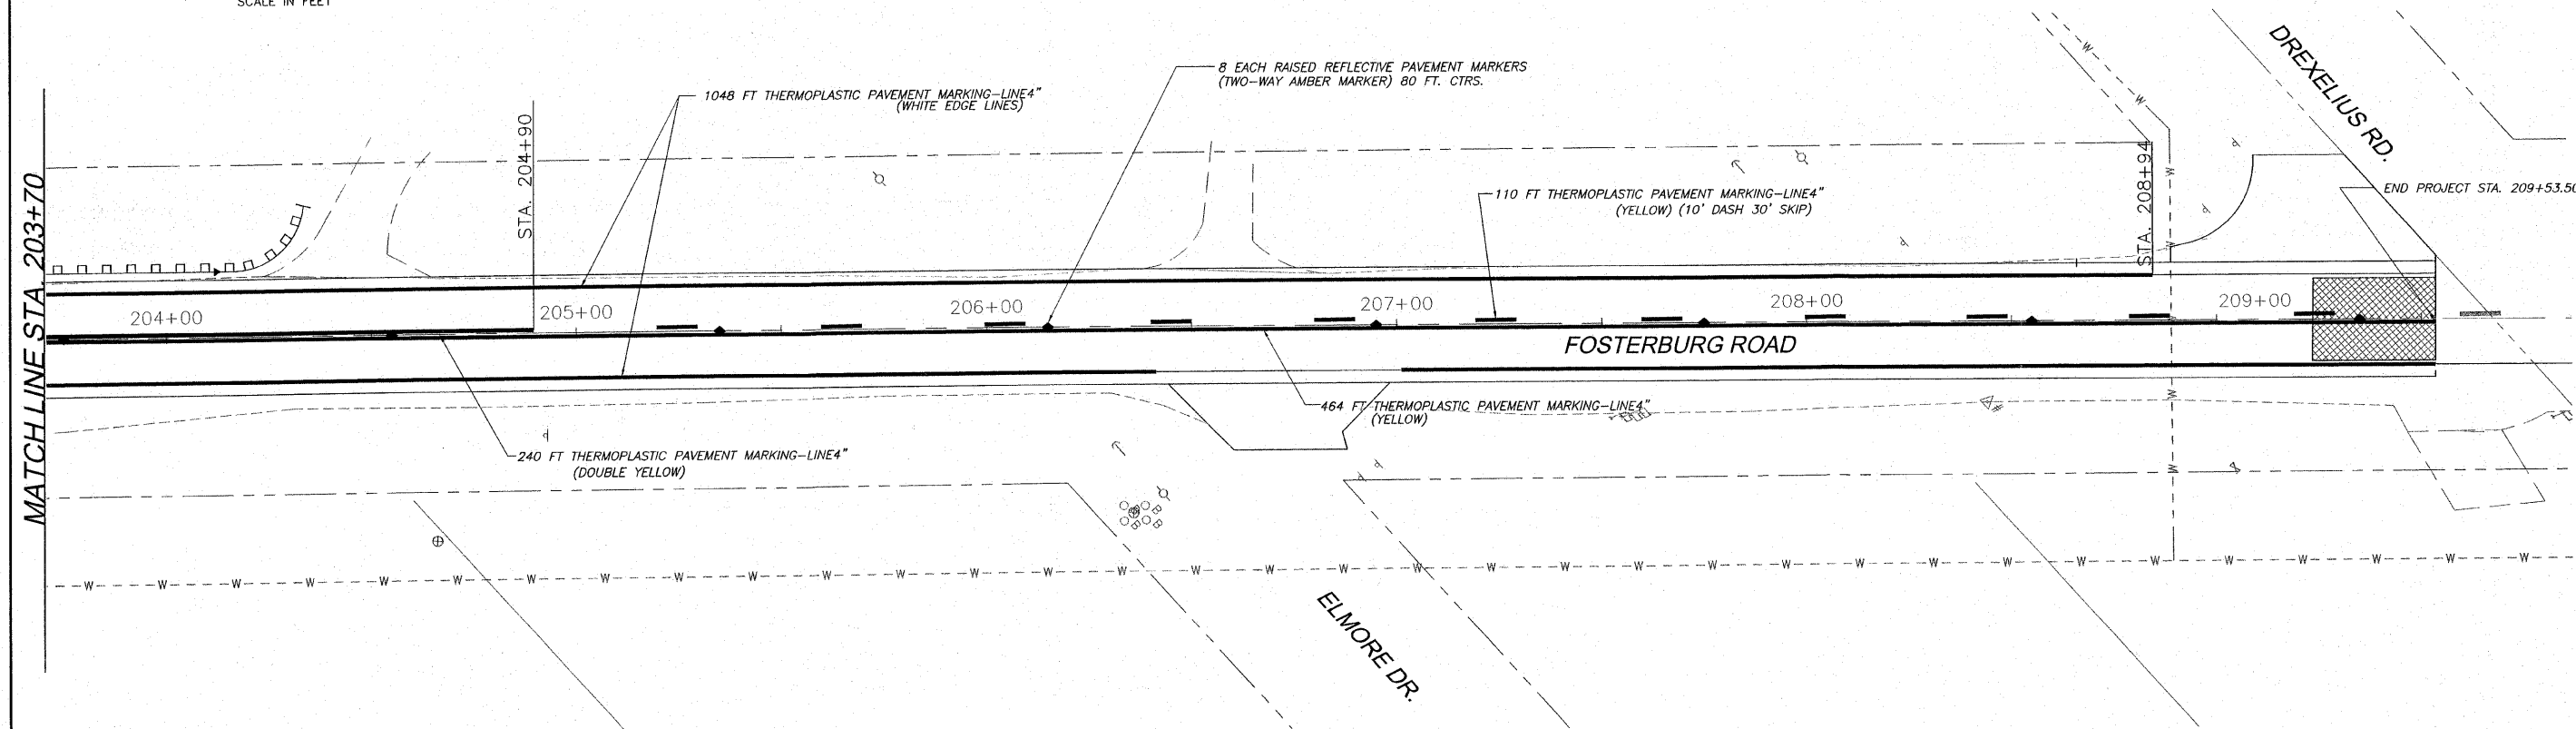 SCALE IN FEET
MATCH LINE STA. 203+70
1048 FT THERMOPLASTIC PAVEMENT MARKING-LINE4"
(WHITE EDGE LINES)
8 EACH RAISED REFLECTIVE PAVEMENT MARKERS
(TWO-WAY AMBER MARKER) 80 FT. CTRS.
STA. 204+90
110 FT THERMOPLASTIC PAVEMENT MARKING-LINE4"
(YELLOW) (10' DASH 30' SKIP)
STA. 208+94
DREXELIUS RD.
END PROJECT STA. 209+53.50
204+00
205+00
206+00
207+00
208+00
209+00
FOSTERBURG ROAD
464 FT THERMOPLASTIC PAVEMENT MARKING-LINE4"
(YELLOW)
240 FT THERMOPLASTIC PAVEMENT MARKING-LINE4"
(DOUBLE YELLOW)
W W W W W W W W W W W W W W W W W W W W W W W W W W W W W W W W W W W W
ELMORE DR.